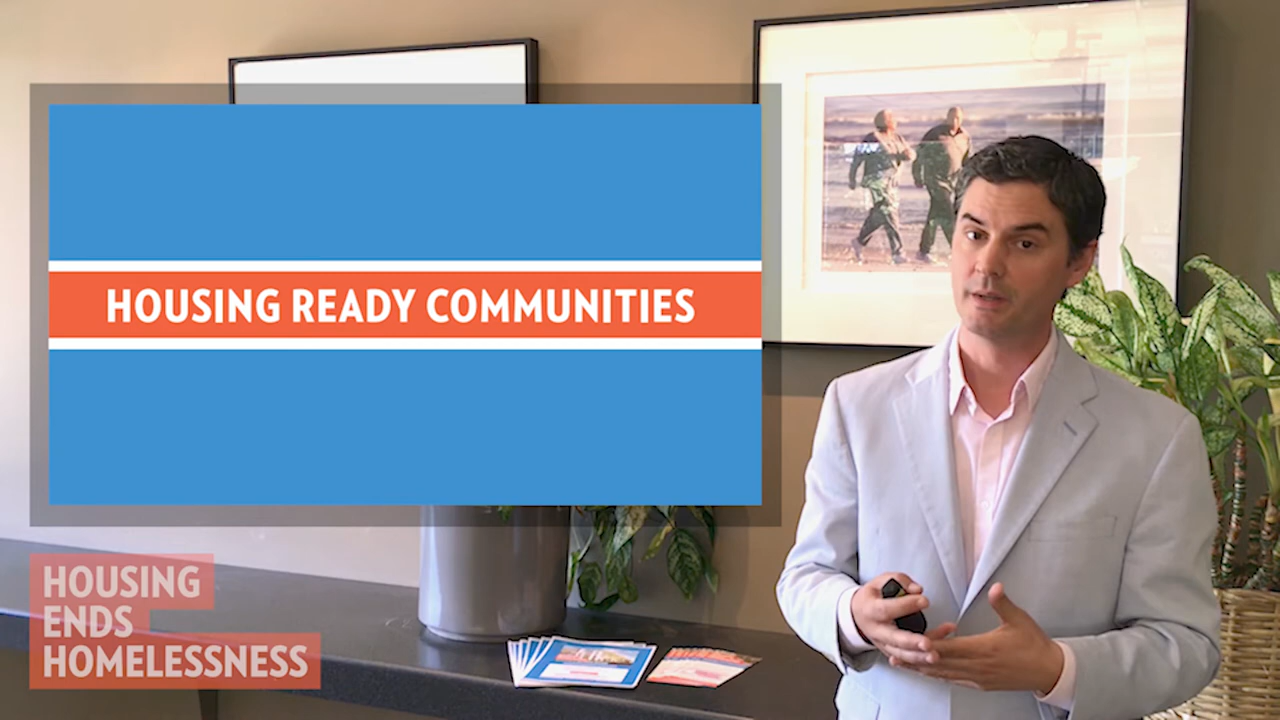 HOUSING READY COMMUNITIES
HOUSING
ENDS
HOMELESSNESS